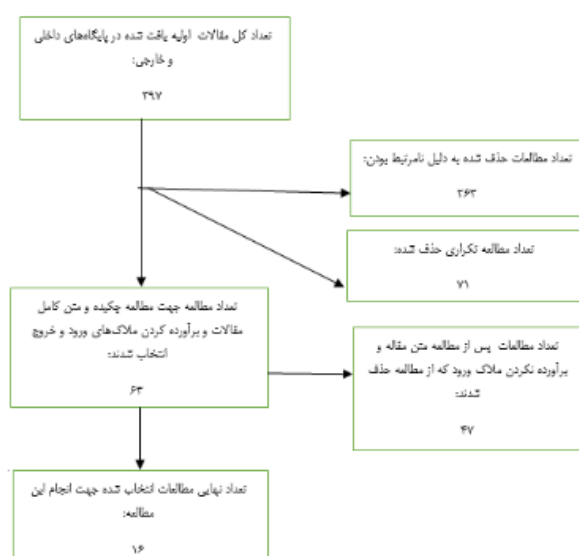 تعداد کل مقالات اولیه یافت شده در پایگاه‌های داخلی
و خارجی:
۳۹۷
تعداد مطالعات حذف شده به دلیل نامرتبط بودن:
۲۶۳
تعداد مطالعه تکراری حذف شده:
۷۱
تعداد مطالعه جهت مطالعه چکیده و متن کامل
مقالات و برآورده کردن ملاک‌های ورود و خروج
انتخاب شدند:
۶۳
تعداد مطالعات پس از مطالعه متن مقاله و
برآورده نکردن ملاک ورود که از مطالعه حذف
شدند:
۴۷
تعداد نهایی مطالعات انتخاب شده جهت انجام این
مطالعه:
۱۶